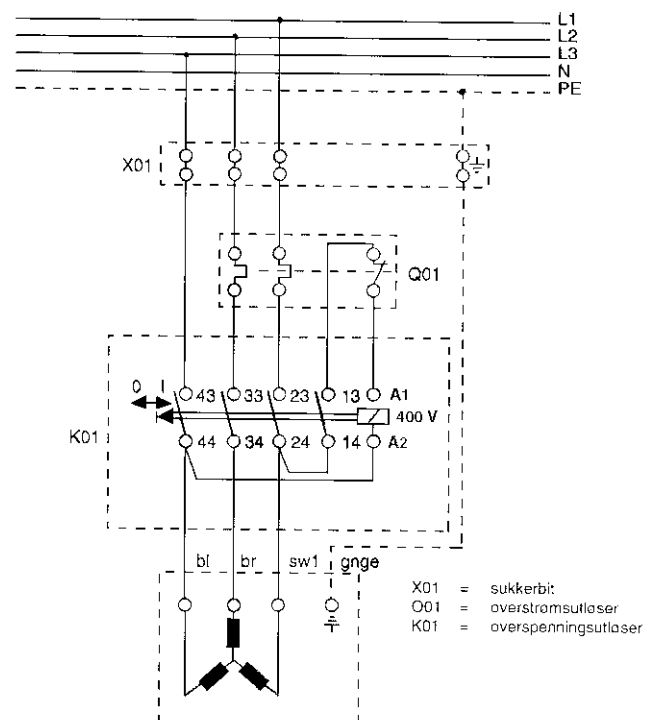 L1
L2
L3
N
PE
X01
Q01
0 I
43 33 23 13 A1
400 V
K01
44 34 24 14 A2
bl br sw1 gnge
X01 = sukkerbit
O01 = overstrømsutløser
K01 = overspenningsutløser